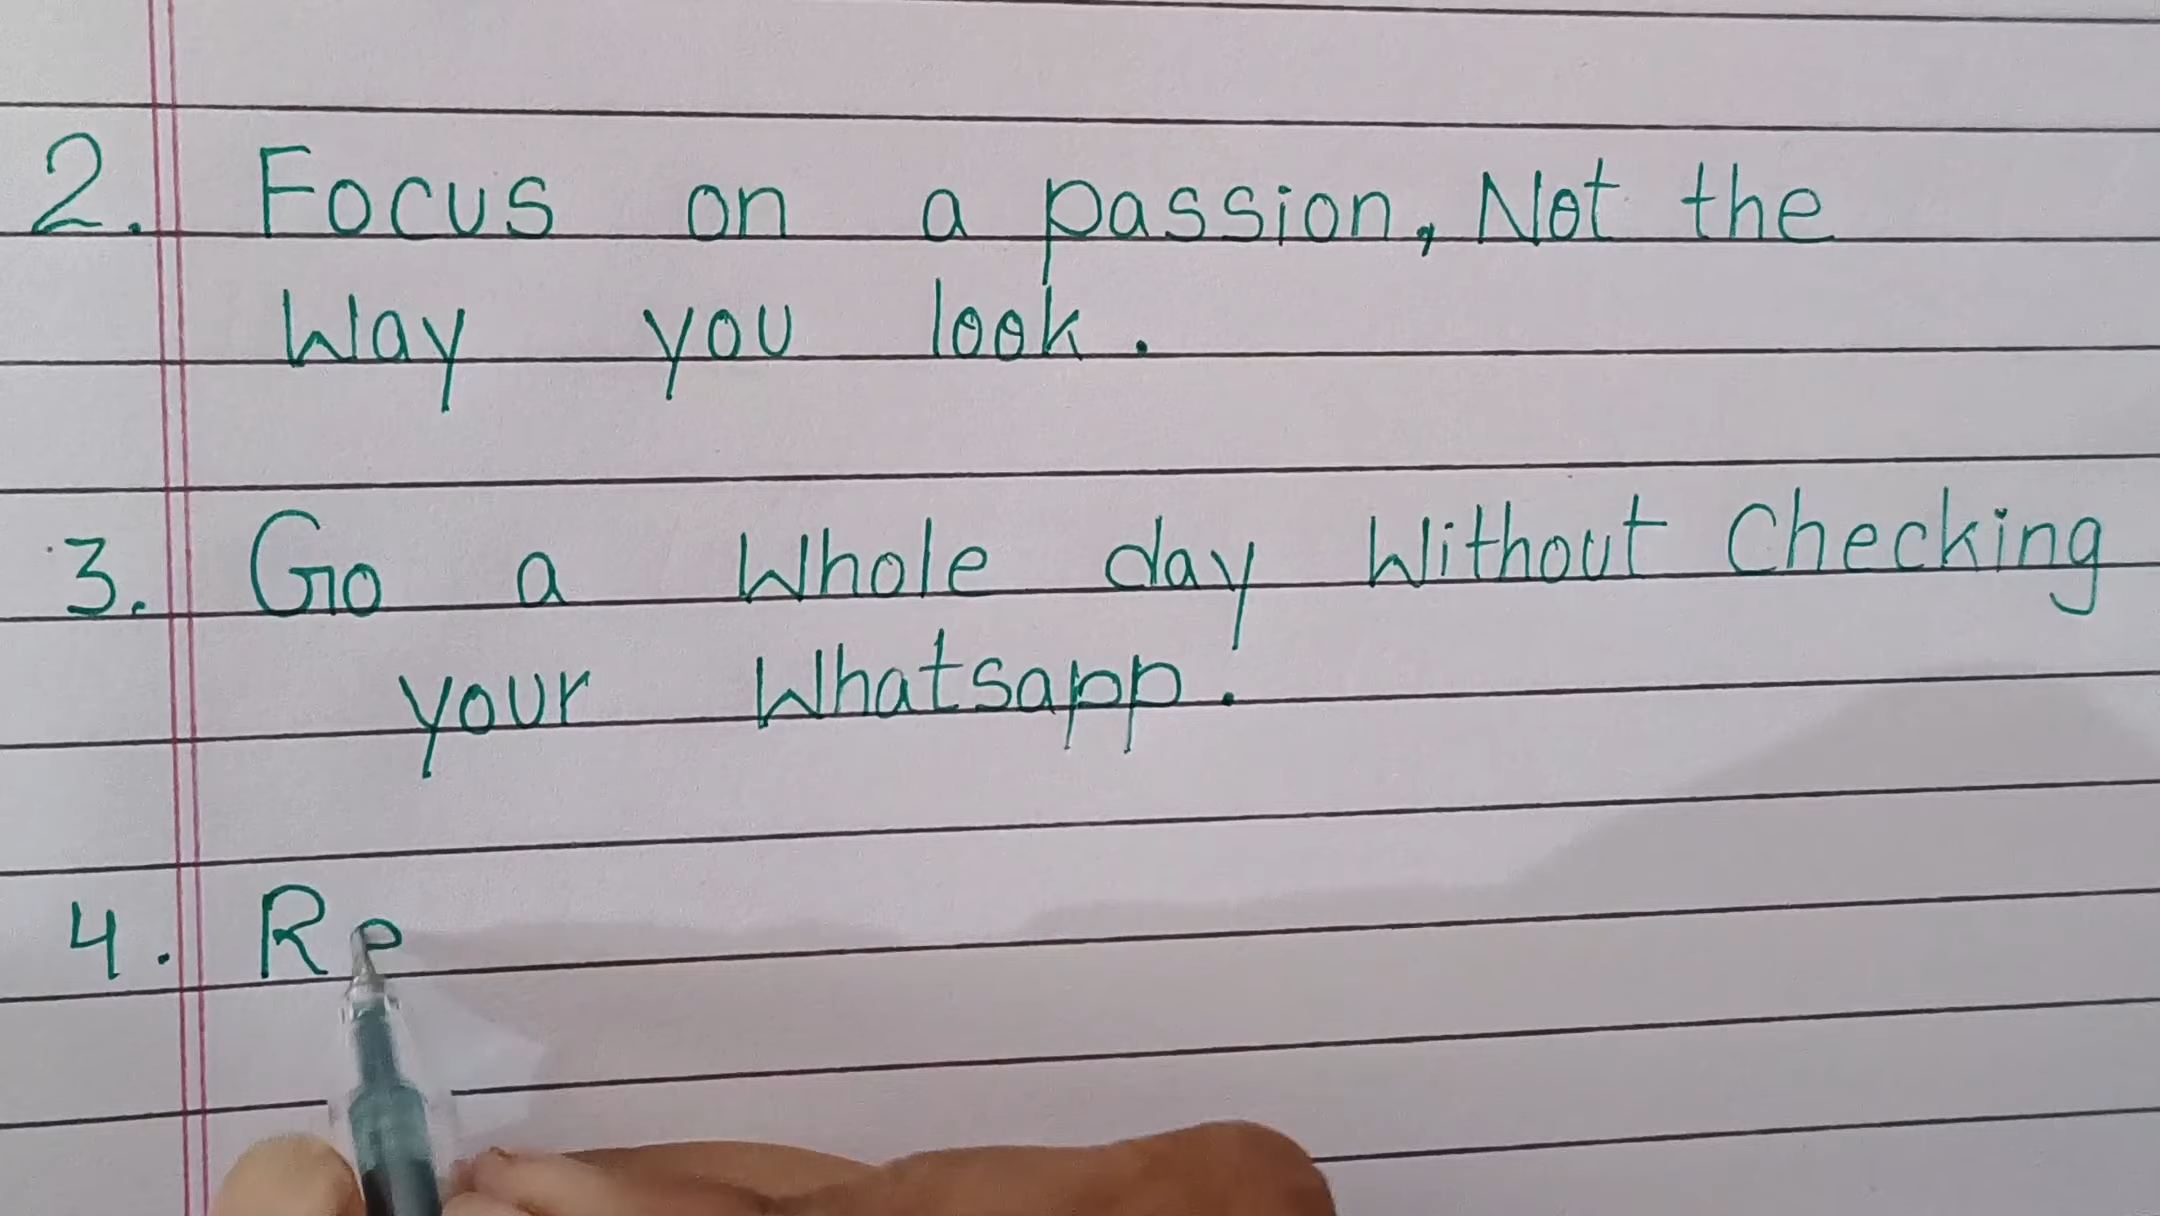 2. Focus on a passion, Not the
Way you look.
3. Go a Whole day Without Checking
your Whatsapp.
4. Re